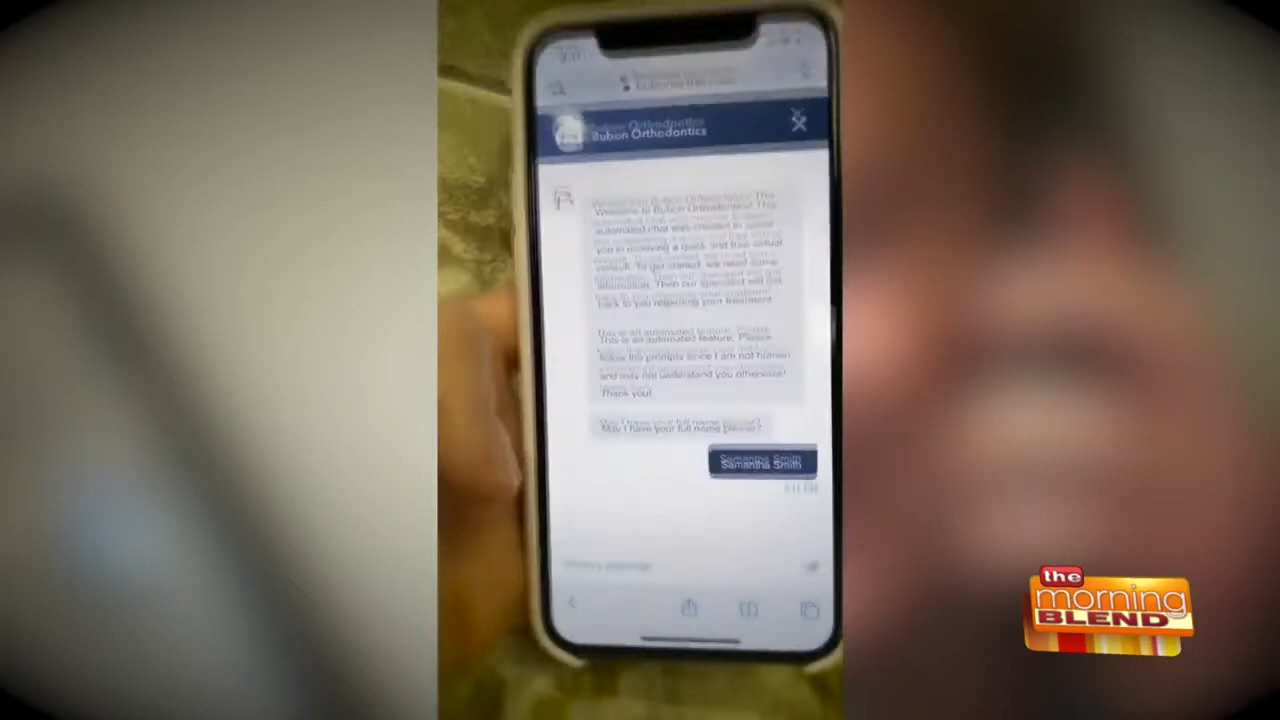 Bubon Orthodontics
Welcome to Bubon Orthodontics! This
automated chat was created to assist
you in receiving a quick and free virtual
consult. To get started, we need some
information. Then our specialist will get
back to you regarding your treatment.
This is an automated feature. Please
follow the prompts since I am not human
and may not understand you otherwise!
Thank you!
May I have your full name please?
Samantha Smith
the
morning
BLEND